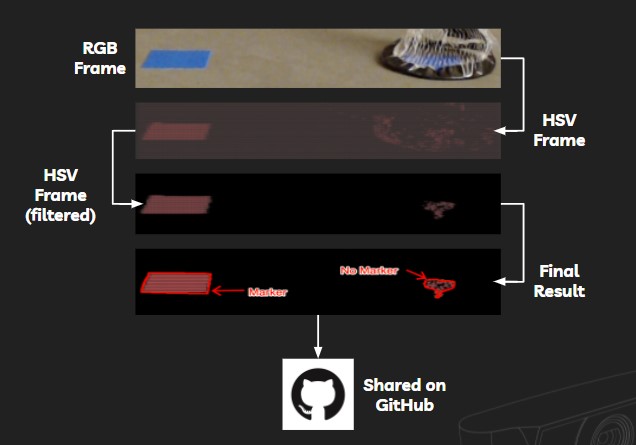 RGB
Frame
HSV
Frame
HSV
Frame
(filtered)
No Marker
Marker
Final
Result
Shared on
GitHub